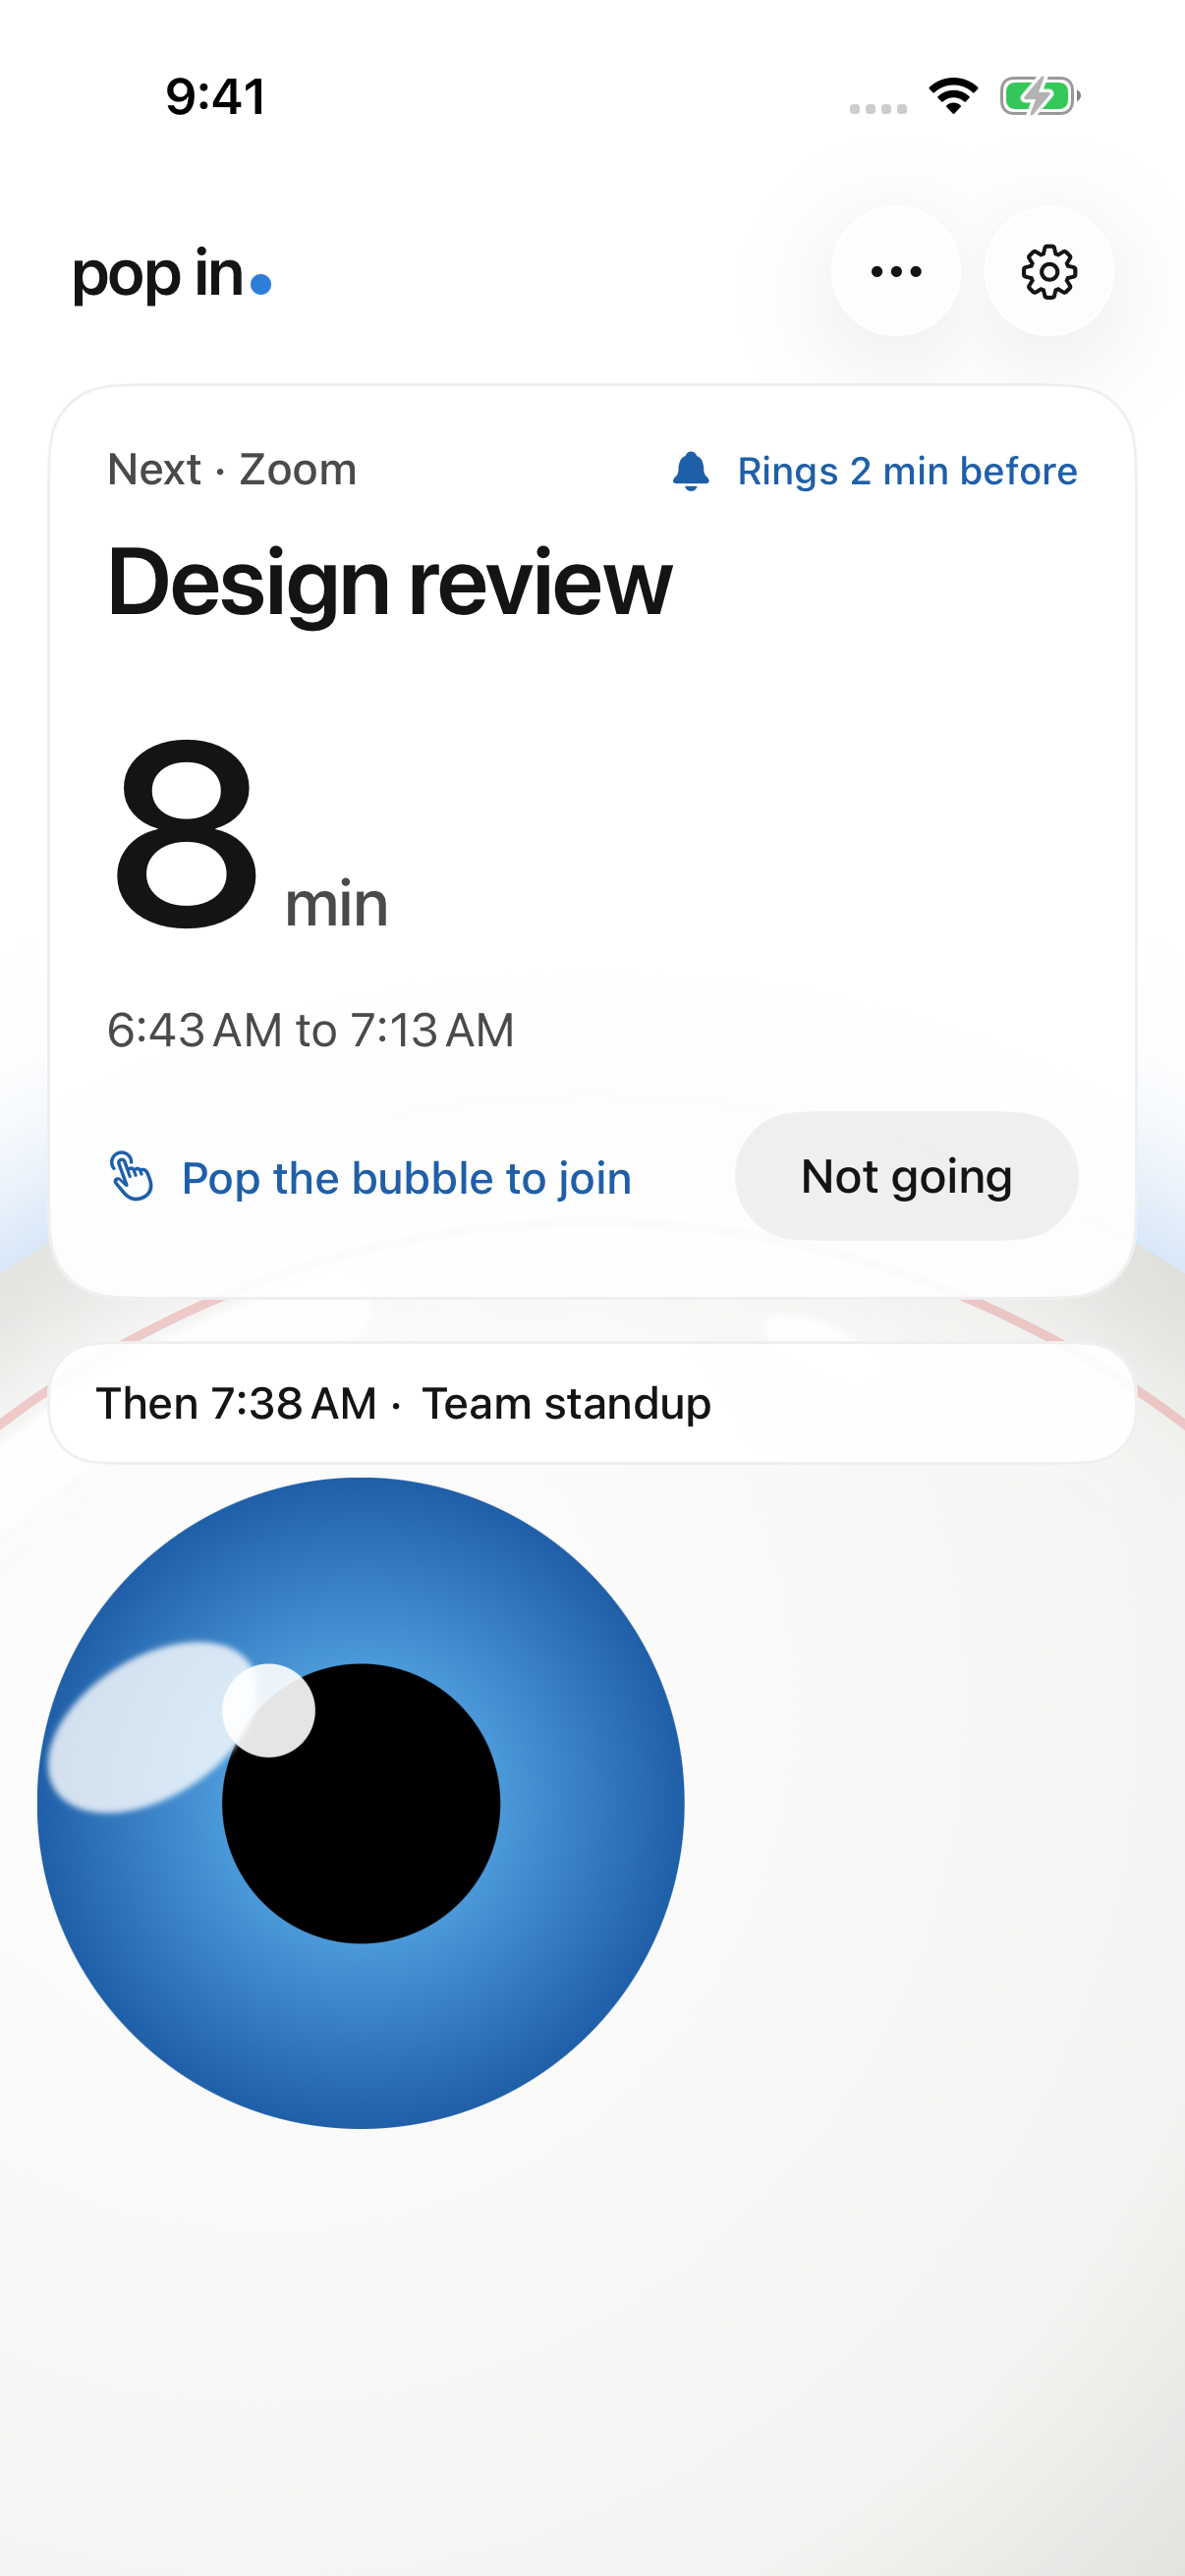 9:41
pop in
Next · Zoom
Rings 2 min before
Design review
8 min
6:43 AM to 7:13 AM
Pop the bubble to join
Not going
Then 7:38 AM · Team standup